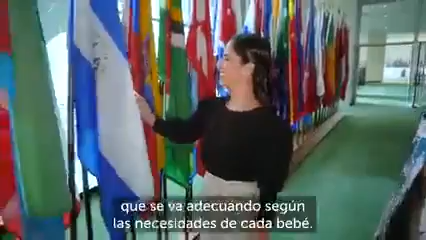 que se va adecuando según
las necesidades de cada bebé.